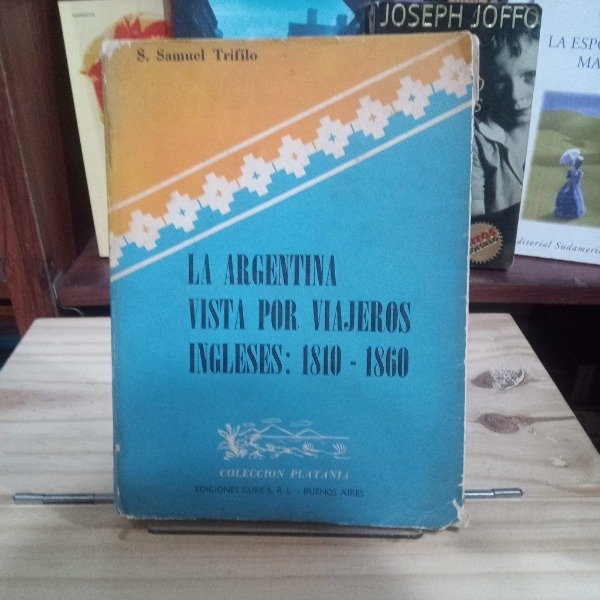 JOSEPH JOFFO
LA ESPO
MA
S. Samuel Trifilo
LA ARGENTINA
VISTA POR VIAJEROS
INGLESES: 1810 - 1860
COLECCION PLATANIA
EDICIONES GURE S. R. L. - BUENOS AIRES
ditorial Sudameri